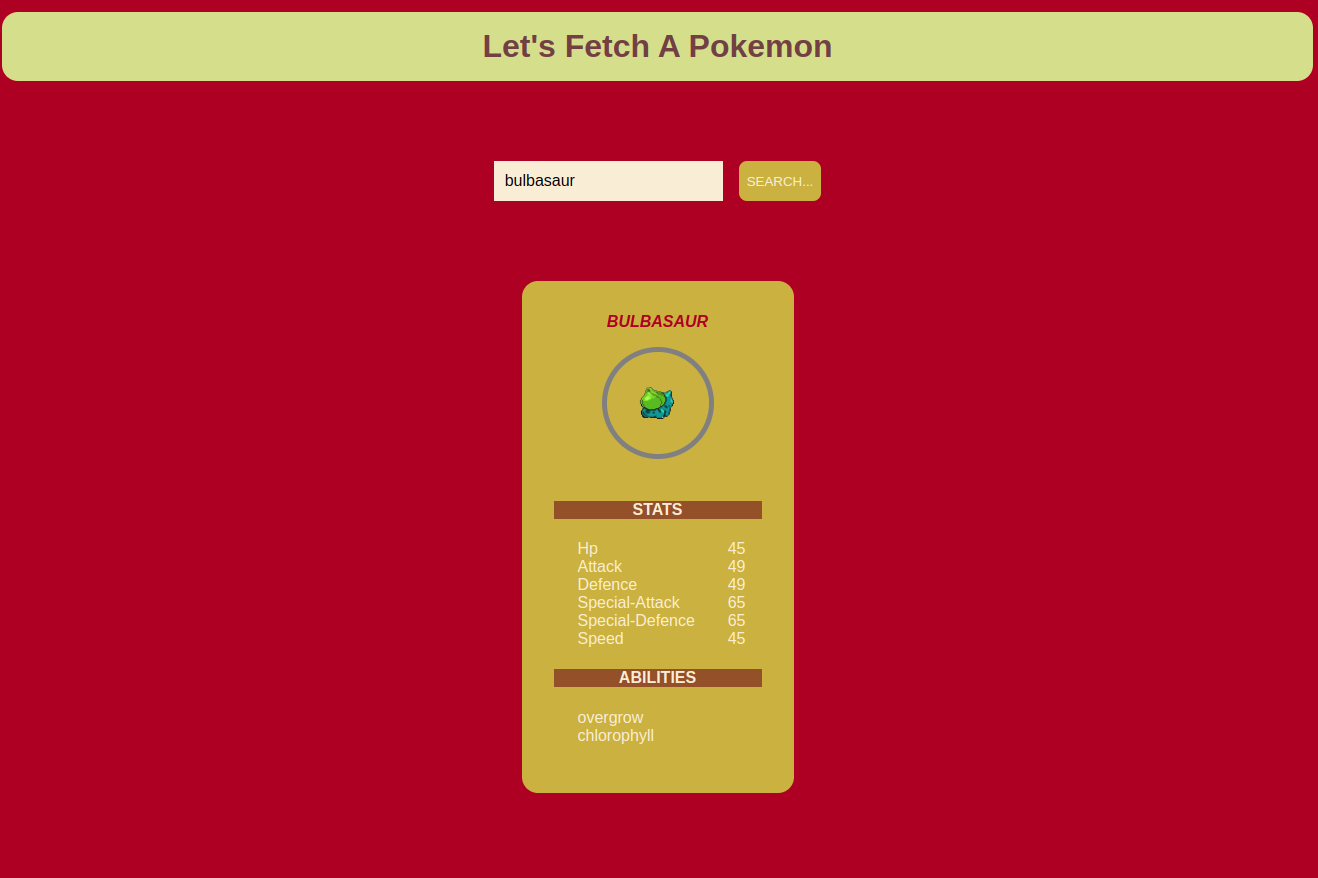 Let's Fetch A Pokemon
bulbasaur
SEARCH...
BULBASAUR
STATS
Hp 45
Attack 49
Defence 49
Special-Attack 65
Special-Defence 65
Speed 45
ABILITIES
overgrow
chlorophyll